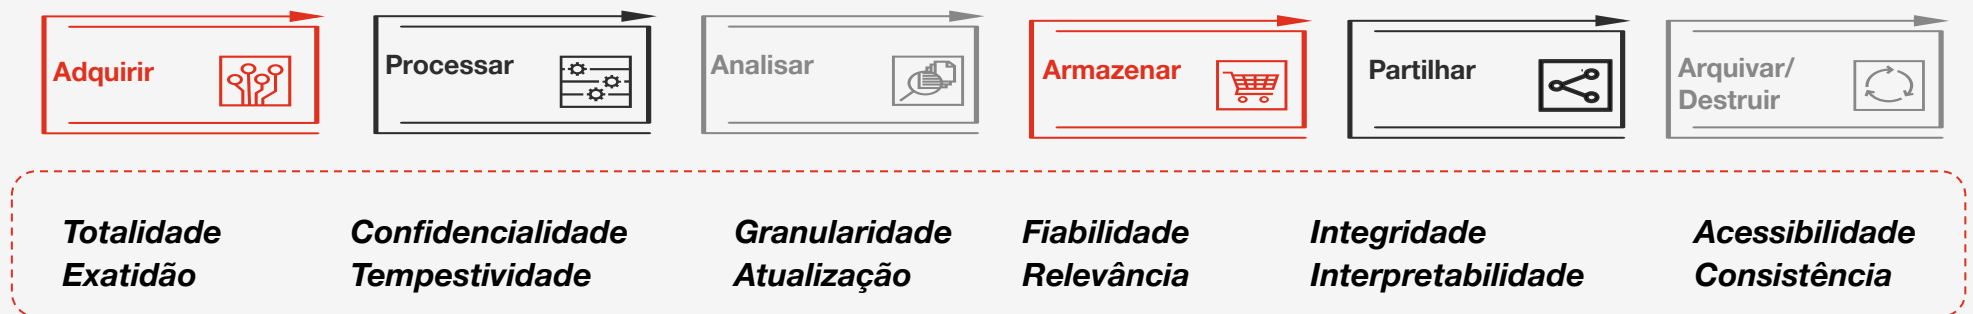 Adquirir
Processar
Analisar
Armazenar
Partilhar
Arquivar/
Destruir
Totalidade
Exatidão
Confidencialidade
Tempestividade
Granularidade
Atualização
Fiabilidade
Relevância
Integridade
Interpretabilidade
Acessibilidade
Consistência